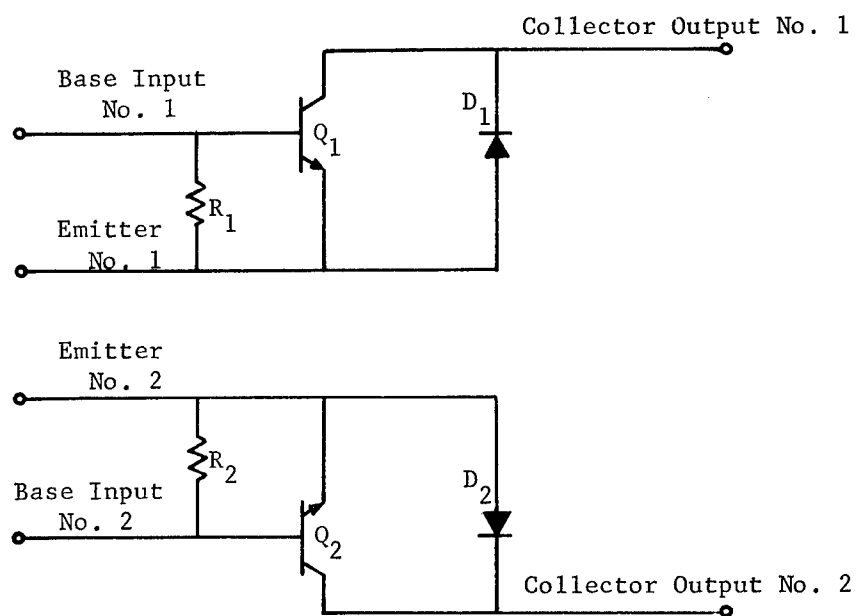 Collector Output No. 1
Base Input
No. 1
D1
Q1
R1
Emitter
No. 1
Emitter
No. 2
R2
D2
Base Input
No. 2
Q2
Collector Output No. 2